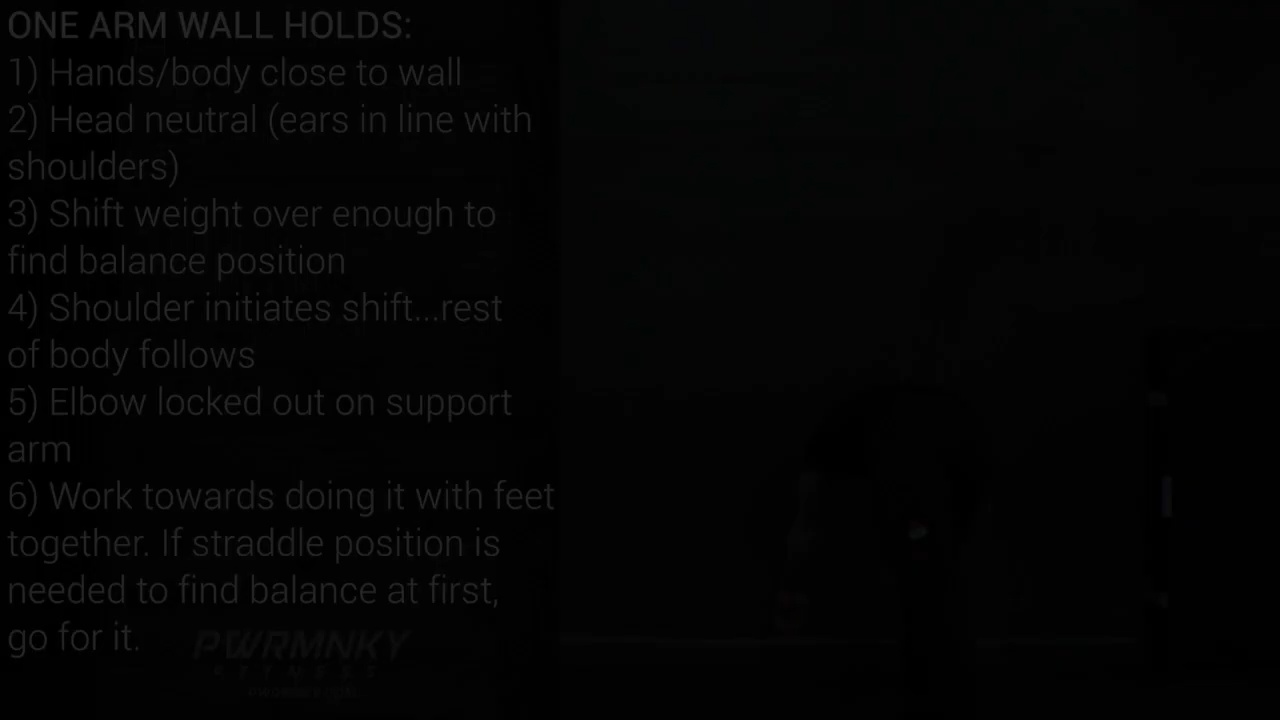 ONE ARM WALL HOLDS:
1) Hands/body close to wall
2) Head neutral (ears in line with
shoulders)
3) Shift weight over enough to
find balance position
4) Shoulder initiates shift...rest
of body follows
5) Elbow locked out on support
arm
6) Work towards doing it with feet
together. If straddle position is
needed to find balance at first,
go for it.
PWRMNKY
FITNESS